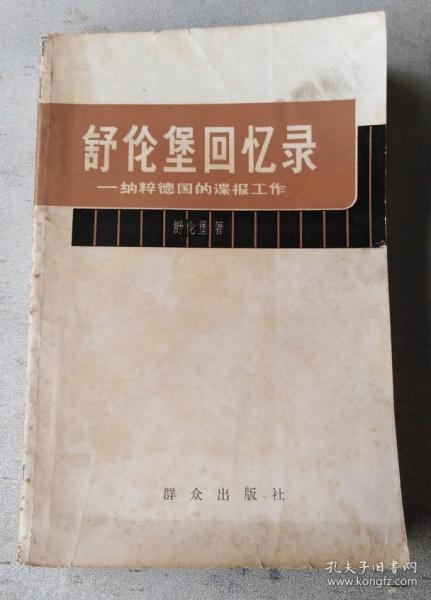 舒伦堡回忆录
—纳粹德国的谍报工作
舒伦堡著
群众出版社
孔夫子旧书网
www.kongfz.com